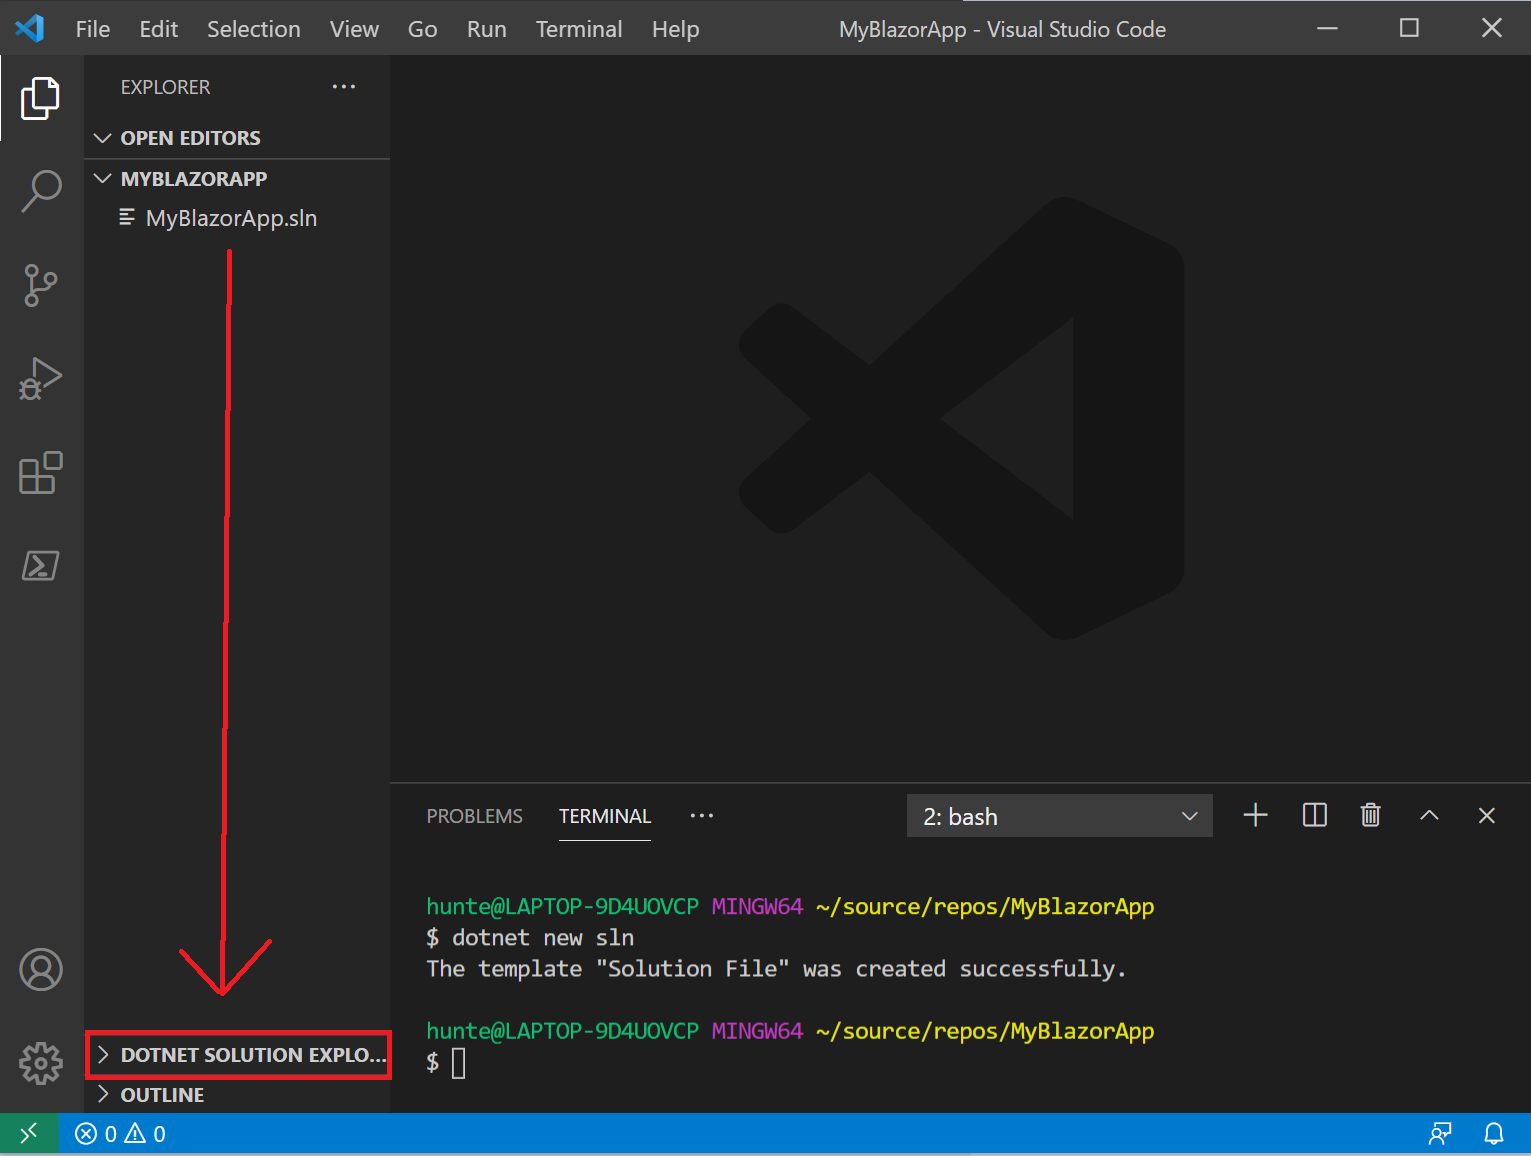 File Edit Selection View Go Run Terminal Help MyBlazorApp - Visual Studio Code
EXPLORER
OPEN EDITORS
MYBLAZORAPP
MyBlazorApp.sln
DOTNET SOLUTION EXPLO...
OUTLINE
PROBLEMS TERMINAL 2: bash
hunte@LAPTOP-9D4UOVCP MINGW64 ~/source/repos/MyBlazorApp
$ dotnet new sln
The template "Solution File" was created successfully.
hunte@LAPTOP-9D4UOVCP MINGW64 ~/source/repos/MyBlazorApp
$
0 0